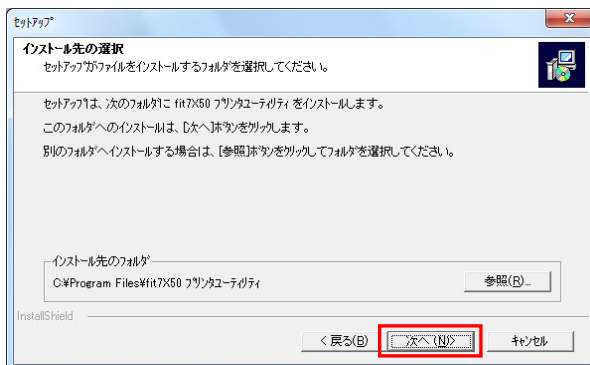 セットアップ
インストール先の選択
セットアップがファイルをインストールするフォルダを選択してください。
セットアップは、次のフォルダに fit7X50 プリンタユーティリティ をインストールします。
このフォルダへのインストールは、[次へ]ボタンをクリックします。
別のフォルダへインストールする場合は、[参照]ボタンをクリックしてフォルダを選択してください。
インストール先のフォルダ
C:¥Program Files¥fit7X50 プリンタユーティリティ
参照(R)...
InstallShield
< 戻る(B)
次へ(N)>
キャンセル